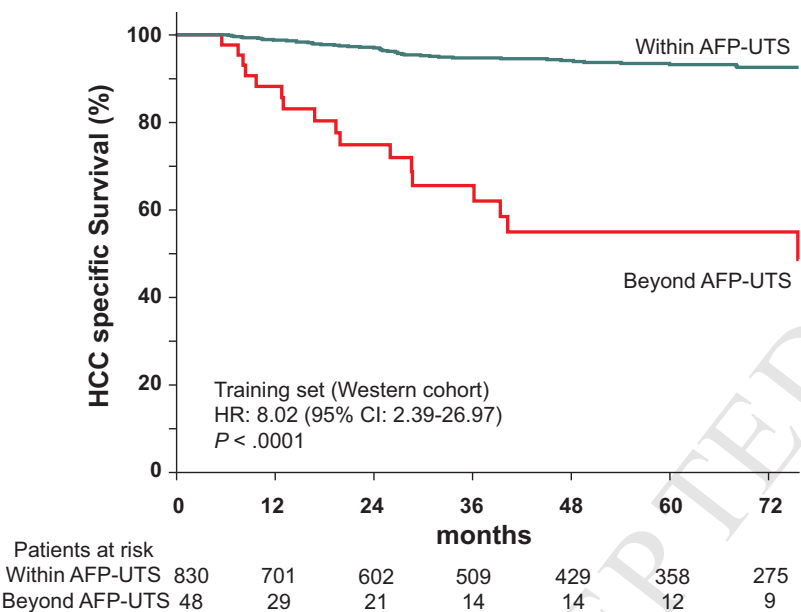 HCC specific Survival (%)
100
80
60
40
20
0
Within AFP-UTS
Beyond AFP-UTS
Training set (Western cohort)
HR: 8.02 (95% CI: 2.39-26.97)
P < .0001
0 12 24 36 48 60 72
months
Patients at risk
Within AFP-UTS 830 701 602 509 429 358 275
Beyond AFP-UTS 48 29 21 14 14 12 9
PTED